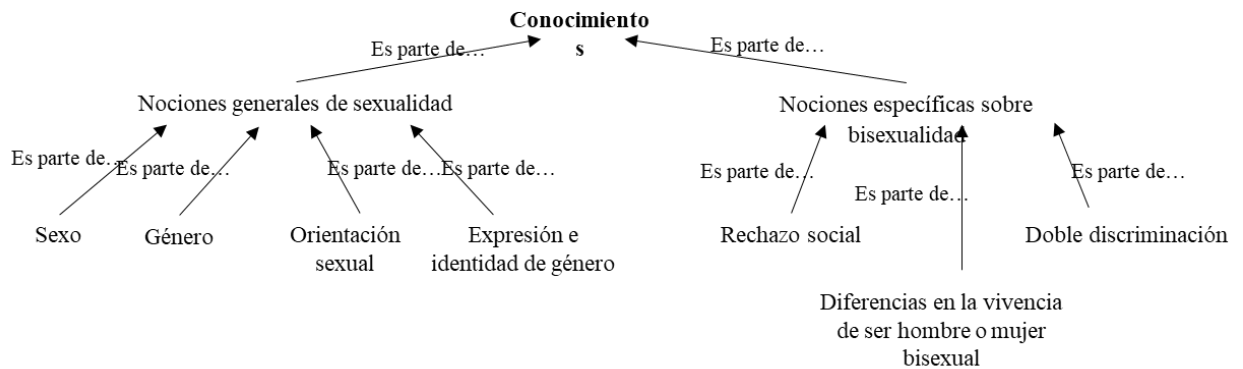 Conocimiento
s
Es parte de…
Es parte de…
Nociones generales de sexualidad
Nociones específicas sobre
bisexualidad
Es parte de…
Es parte de…
Es parte de…
Es parte de…
Es parte de…
Es parte de…
Es parte de…
Sexo
Género
Orientación
sexual
Expresión e
identidad de género
Rechazo social
Doble discriminación
Diferencias en la vivencia
de ser hombre o mujer
bisexual